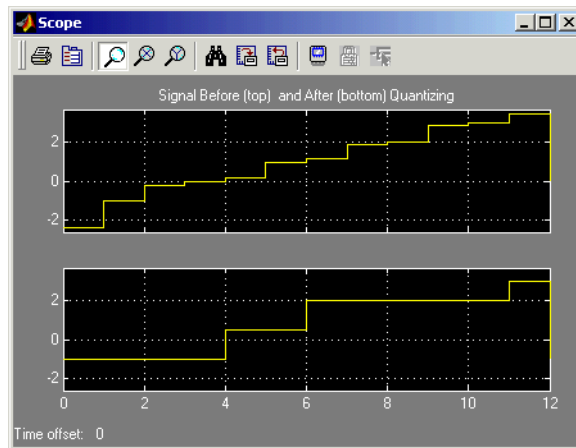 Scope
Signal Before (top) and After (bottom) Quantizing
2
0
-2
2
0
-2
0 2 4 6 8 10 12
Time offset: 0